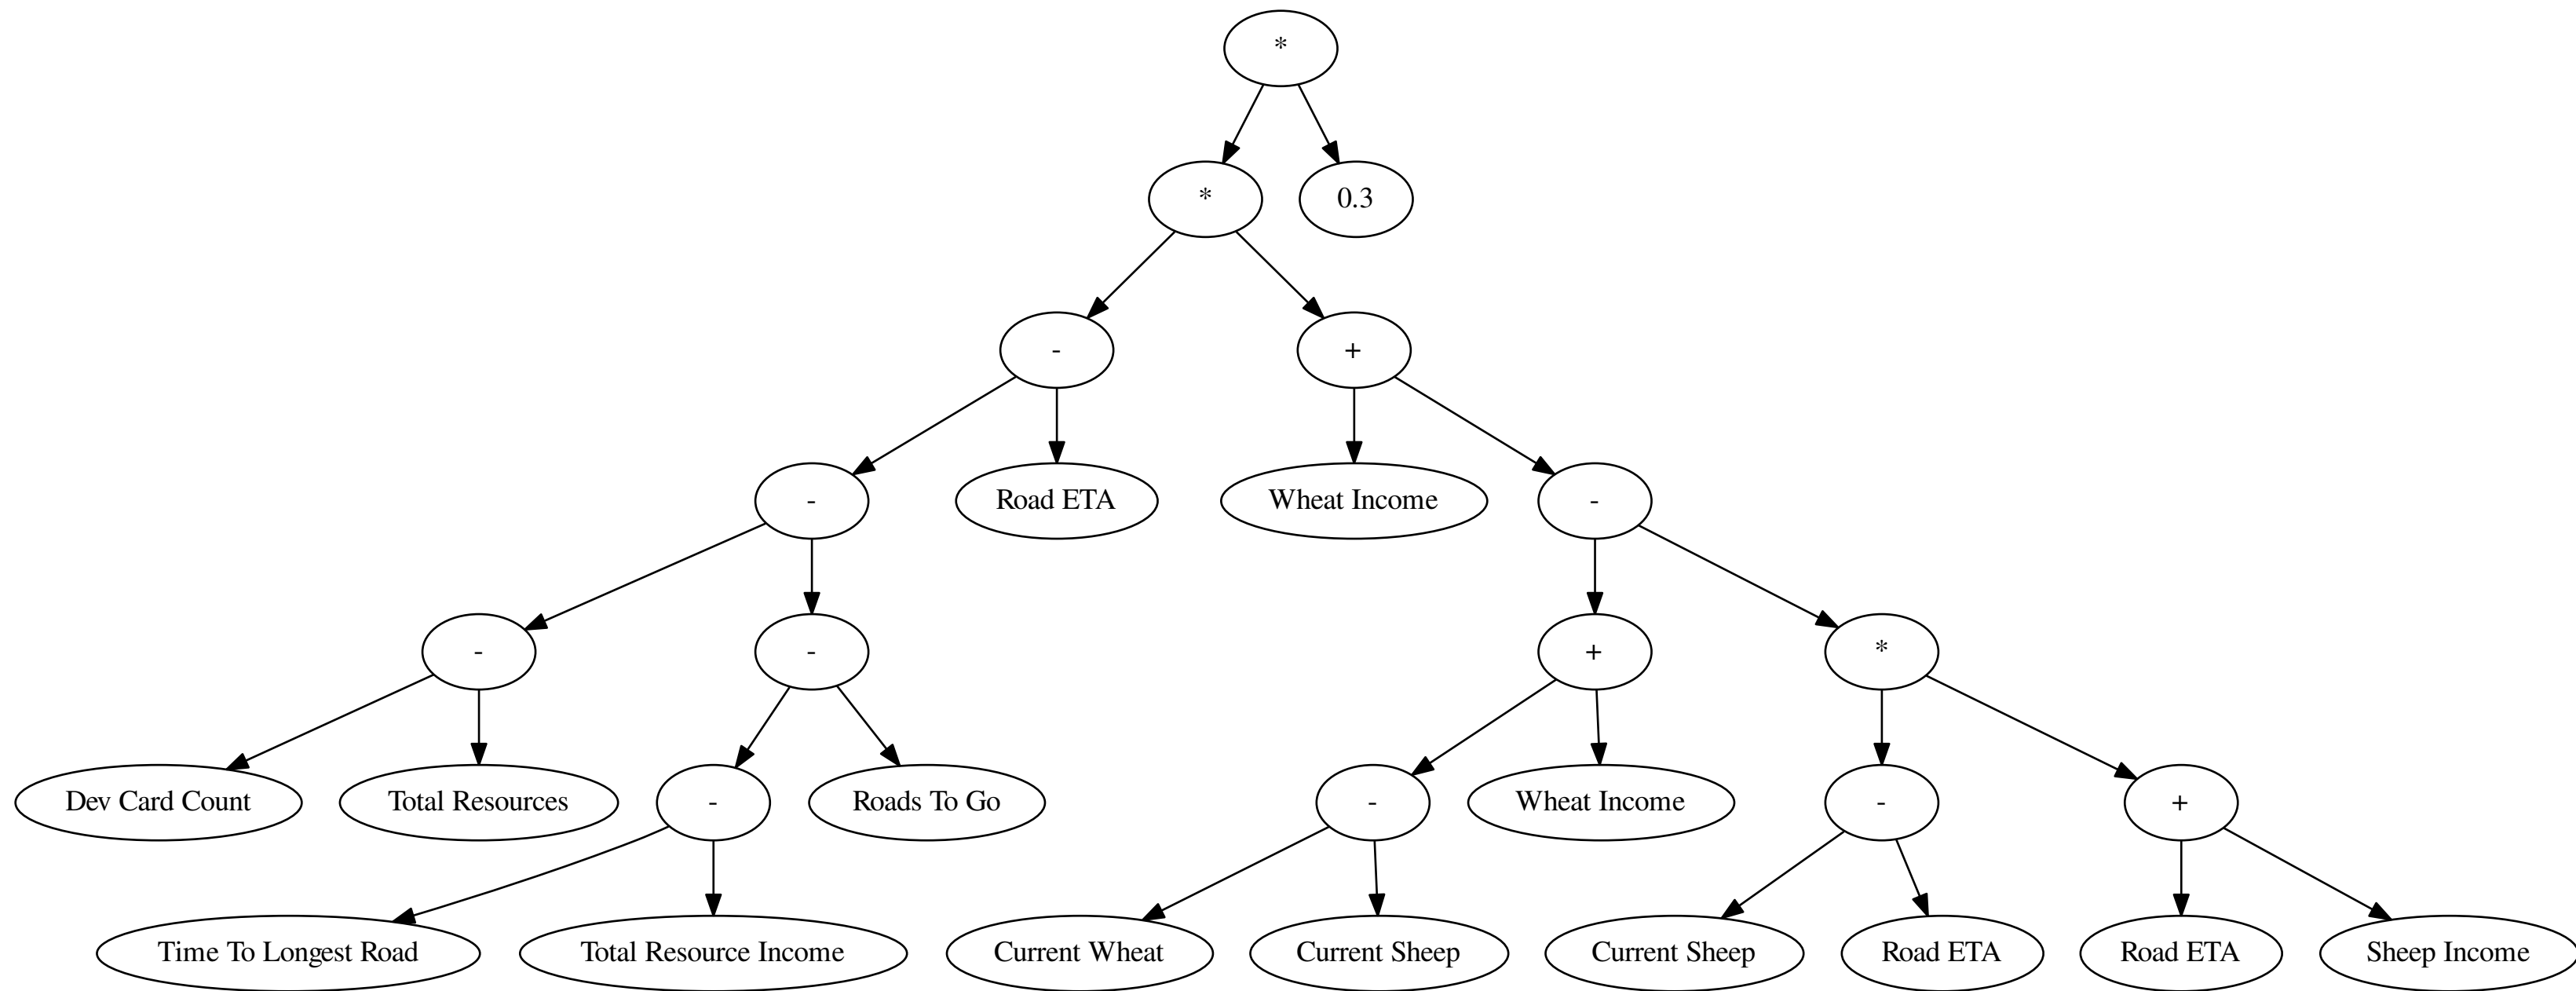 *
*
0.3
-
+
-
Road ETA
Wheat Income
-
-
-
+
*
Dev Card Count
Total Resources
-
Roads To Go
-
Wheat Income
-
+
Time To Longest Road
Total Resource Income
Current Wheat
Current Sheep
Current Sheep
Road ETA
Road ETA
Sheep Income